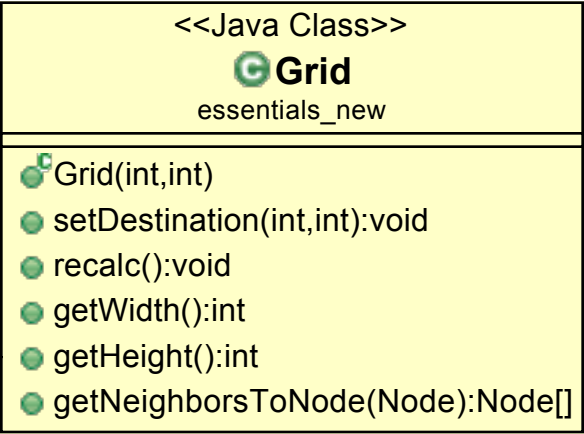 <<Java Class>>
C Grid
essentials_new
C Grid(int,int)
setDestination(int,int):void
recalc():void
getWidth():int
getHeight():int
getNeighborsToNode(Node):Node[]